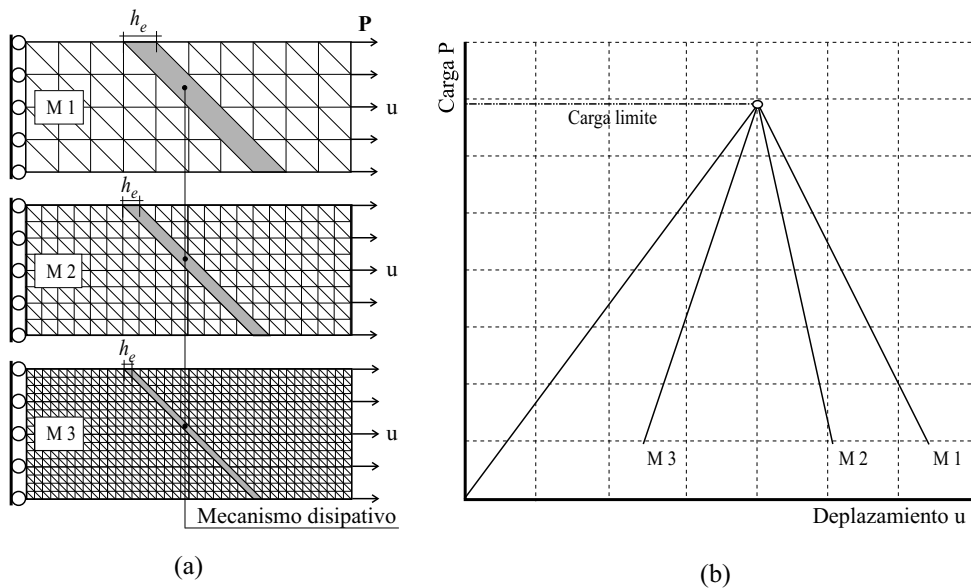 h_e
P
M 1
u
h_e
M 2
u
h_e
M 3
u
Mecanismo disipativo
(a)
Carga P
Carga limite
M 3
M 2
M 1
Deplazamiento u
(b)